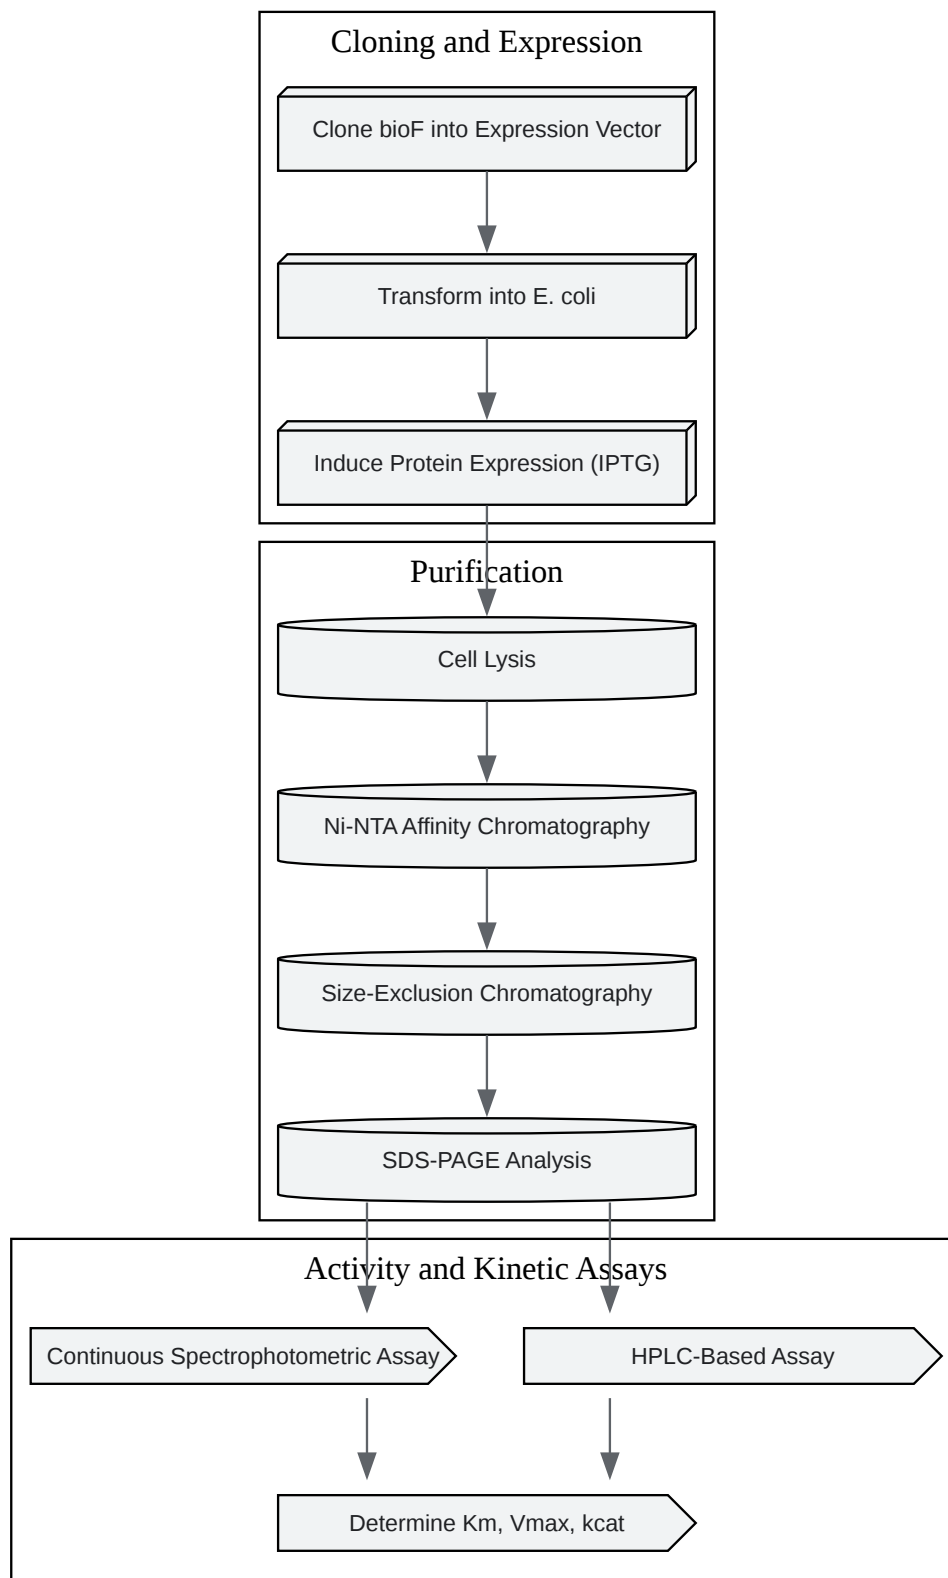 Cloning and Expression
Clone bioF into Expression Vector
Transform into E. coli
Induce Protein Expression (IPTG)
Purification
Cell Lysis
Ni-NTA Affinity Chromatography
Size-Exclusion Chromatography
SDS-PAGE Analysis
Activity and Kinetic Assays
Continuous Spectrophotometric Assay
HPLC-Based Assay
Determine Km, Vmax, kcat